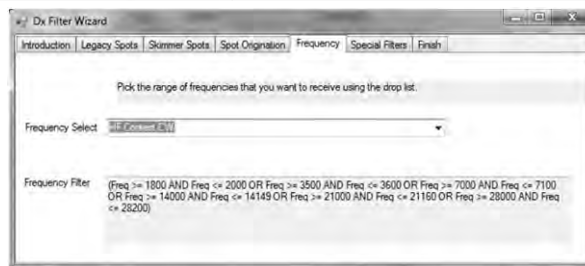 Dx Filter Wizard
Introduction Legacy Spots Skimmer Spots Spot Origination Frequency Special Filters Finish
Pick the range of frequencies that you want to receive using the drop list.
Frequency Select HF Contest CW
Frequency Filter
(Freq >= 1800 AND Freq <= 2000 OR Freq >= 3500 AND Freq <= 3600 OR Freq >= 7000 AND Freq <= 7100
OR Freq >= 14000 AND Freq <= 14149 OR Freq >= 21000 AND Freq <= 21160 OR Freq >= 28000 AND Freq
<= 28200)